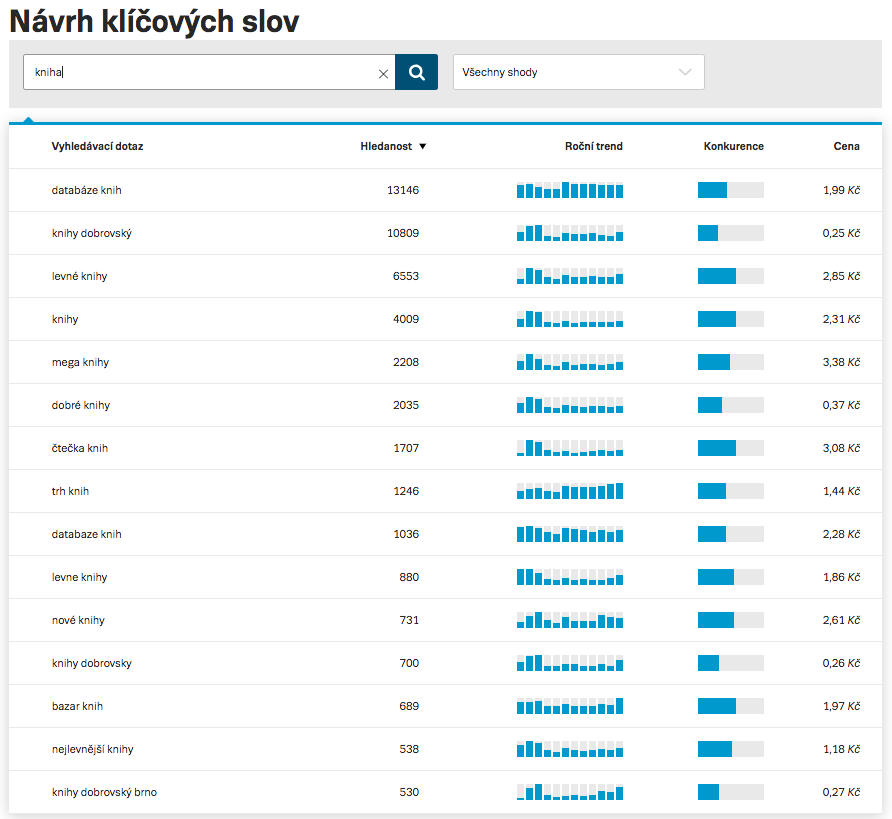 Návrh klíčových slov
kniha
Všechny shody
Vyhledávací dotaz Hledanost ▼ Roční trend Konkurence Cena
databáze knih 13146 1,99 Kč
knihy dobrovský 10809 0,25 Kč
levné knihy 6553 2,85 Kč
knihy 4009 2,31 Kč
mega knihy 2208 3,38 Kč
dobré knihy 2035 0,37 Kč
čtečka knih 1707 3,08 Kč
trh knih 1246 1,44 Kč
databaze knih 1036 2,28 Kč
levne knihy 880 1,86 Kč
nové knihy 731 2,61 Kč
knihy dobrovsky 700 0,26 Kč
bazar knih 689 1,97 Kč
nejlevnější knihy 538 1,18 Kč
knihy dobrovský brno 530 0,27 Kč